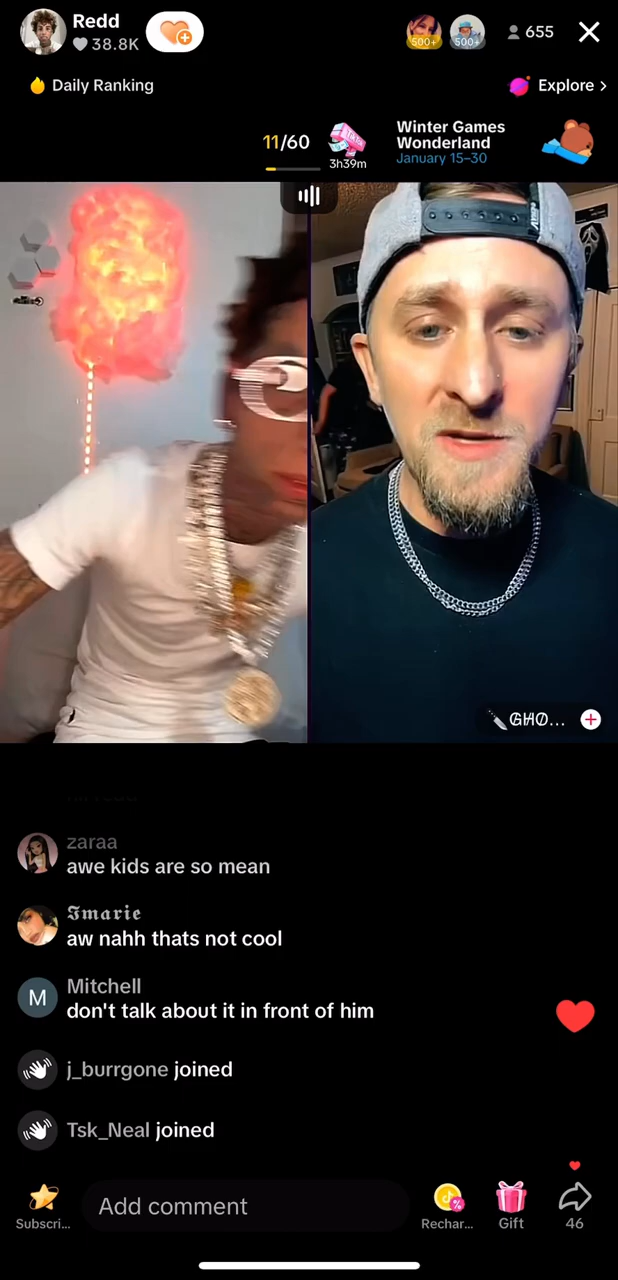 Redd
38.8K
500+
500+
655
Daily Ranking
Explore >
11/60
3h39m
Winter Games
Wonderland
January 15–30
GHO...
zaraa
awe kids are so mean
𝕴𝖒𝖆𝖗𝖎𝖊
aw nahh thats not cool
M
Mitchell
don't talk about it in front of him
j_burrgone joined
Tsk_Neal joined
Add comment
Subscri...
Rechar...
Gift
46